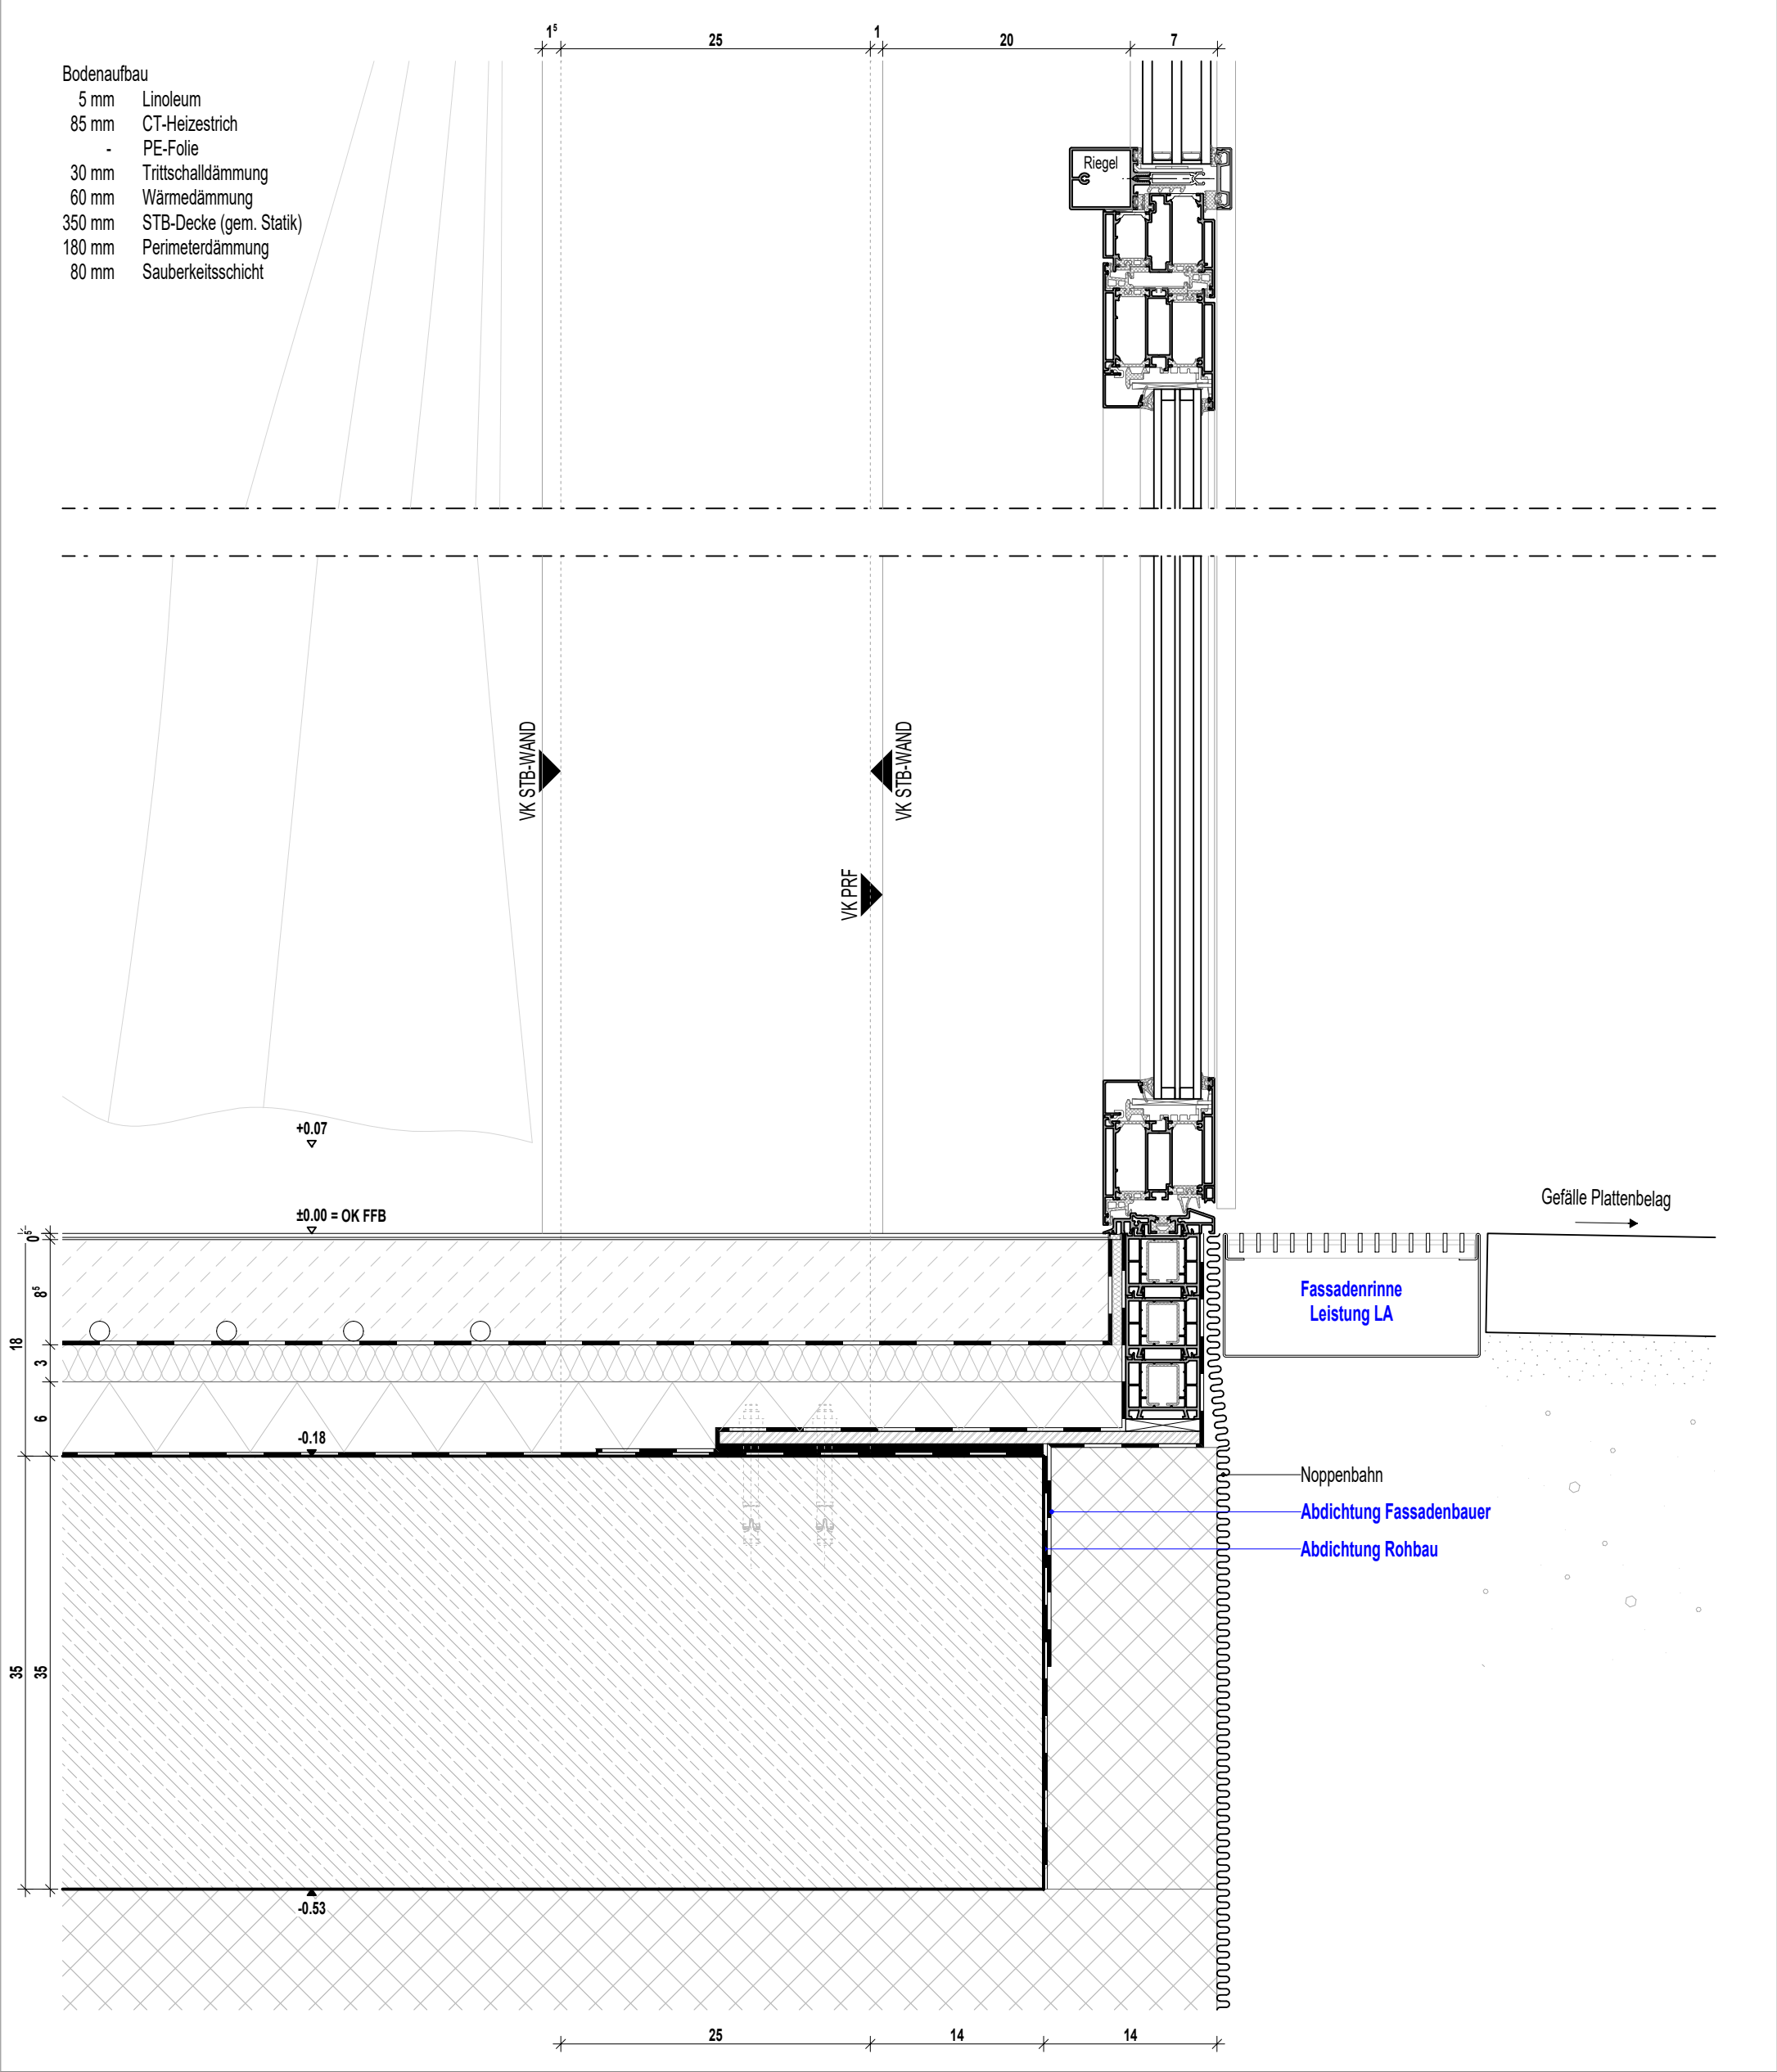 1⁵ 25 1 20 7
Bodenaufbau
5 mm Linoleum
85 mm CT-Heizestrich
- PE-Folie
30 mm Trittschalldämmung
60 mm Wärmedämmung
350 mm STB-Decke (gem. Statik)
180 mm Perimeterdämmung
80 mm Sauberkeitsschicht
Riegel
VK STB-WAND
VK STB-WAND
VK PRF
+0.07
±0.00 = OK FFB
Gefälle Plattenbelag
0⁵
8⁵
18
3
6
Fassadenrinne
Leistung LA
-0.18
Noppenbahn
Abdichtung Fassadenbauer
Abdichtung Rohbau
35
35
-0.53
25 14 14